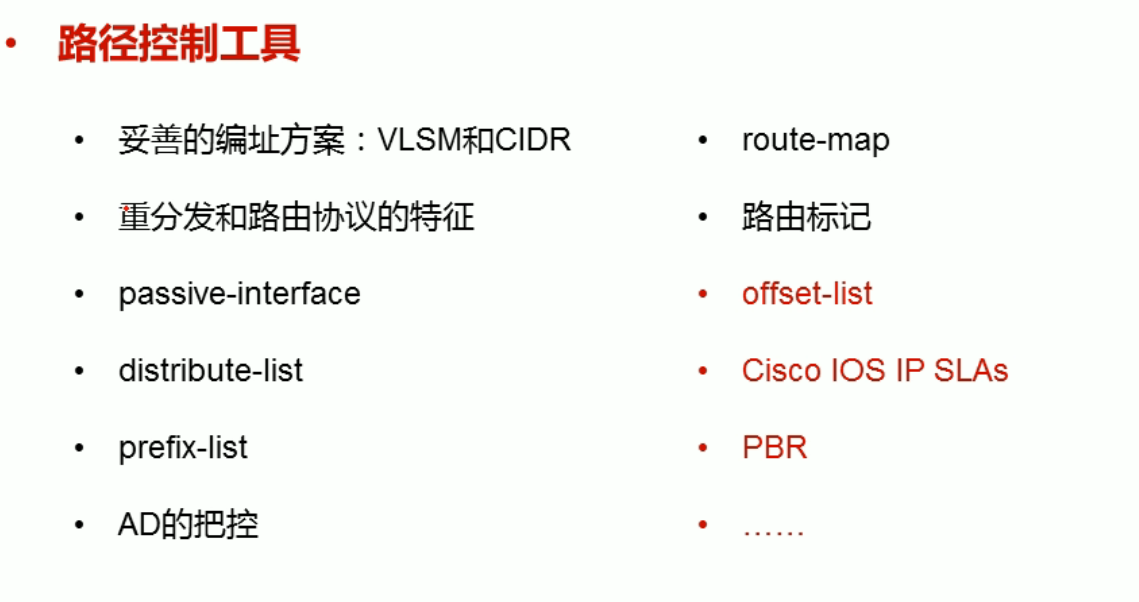 路径控制工具
妥善的编址方案：VLSM和CIDR
重分发和路由协议的特征
passive-interface
distribute-list
prefix-list
AD的把控
route-map
路由标记
offset-list
Cisco IOS IP SLAs
PBR
……